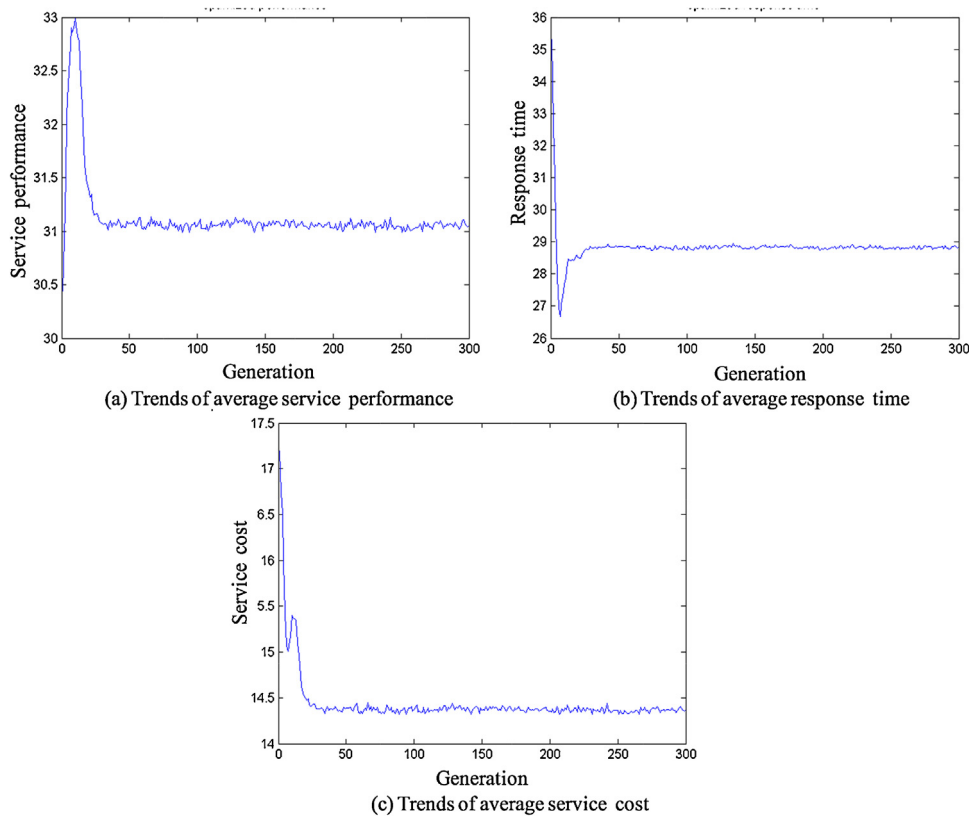 33
32.5
32
31.5
31
30.5
30
0 50 100 150 200 250 300
Service performance
Generation
(a) Trends of average service performance
36
35
34
33
32
31
30
29
28
27
26
0 50 100 150 200 250 300
Response time
Generation
(b) Trends of average response time
17.5
17
6.5
16
5.5
15
14.5
14
0 50 100 150 200 250 300
Service cost
Generation
(c) Trends of average service cost